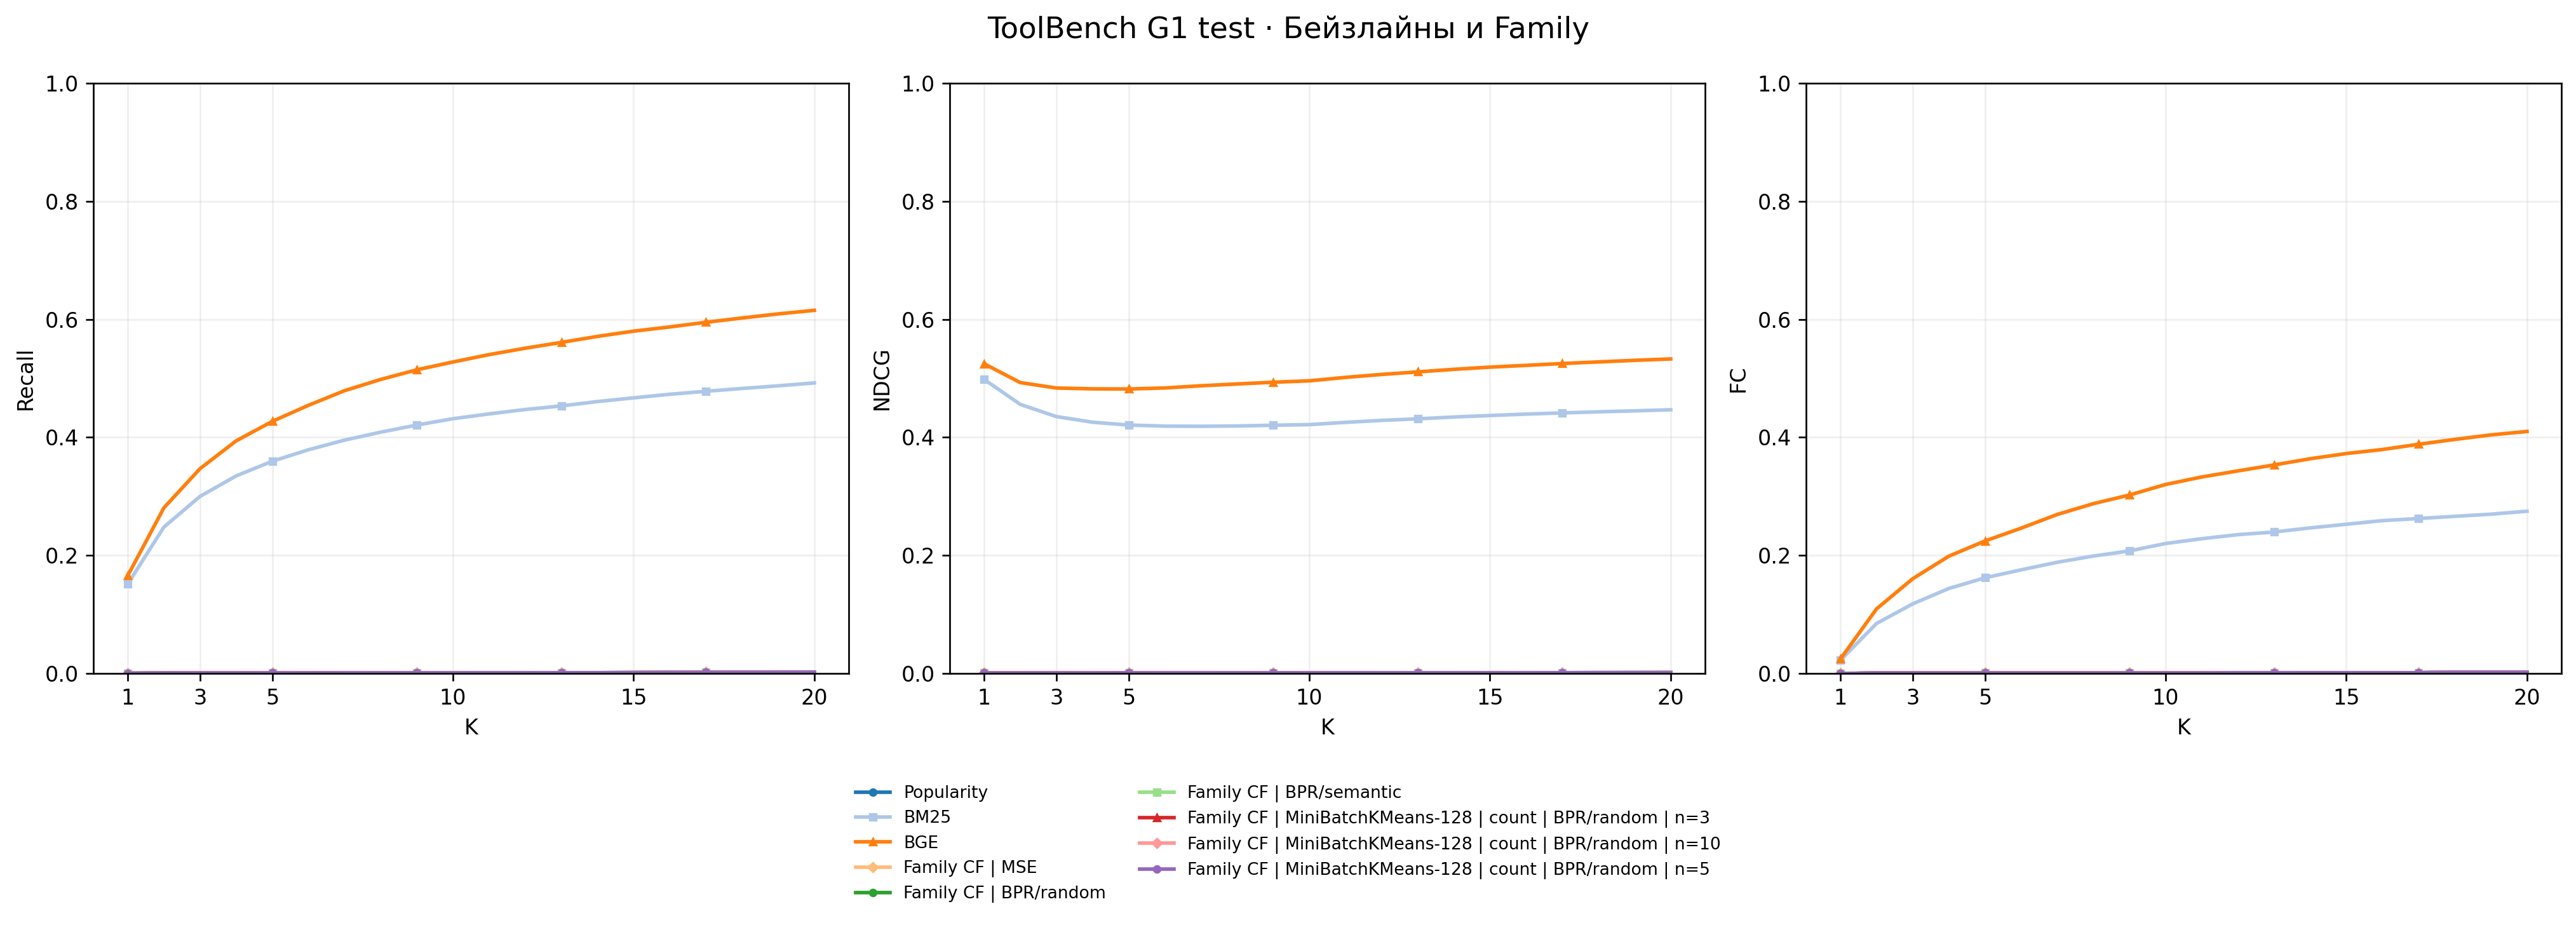 ToolBench G1 test · Бейзлайны и Family
1.0
0.8
0.6
0.4
0.2
0.0
Recall
1 3 5 10 15 20
K
1.0
0.8
0.6
0.4
0.2
0.0
NDCG
1 3 5 10 15 20
K
1.0
0.8
0.6
0.4
0.2
0.0
FC
1 3 5 10 15 20
K
Popularity
BM25
BGE
Family CF | MSE
Family CF | BPR/random
Family CF | BPR/semantic
Family CF | MiniBatchKMeans-128 | count | BPR/random | n=3
Family CF | MiniBatchKMeans-128 | count | BPR/random | n=10
Family CF | MiniBatchKMeans-128 | count | BPR/random | n=5